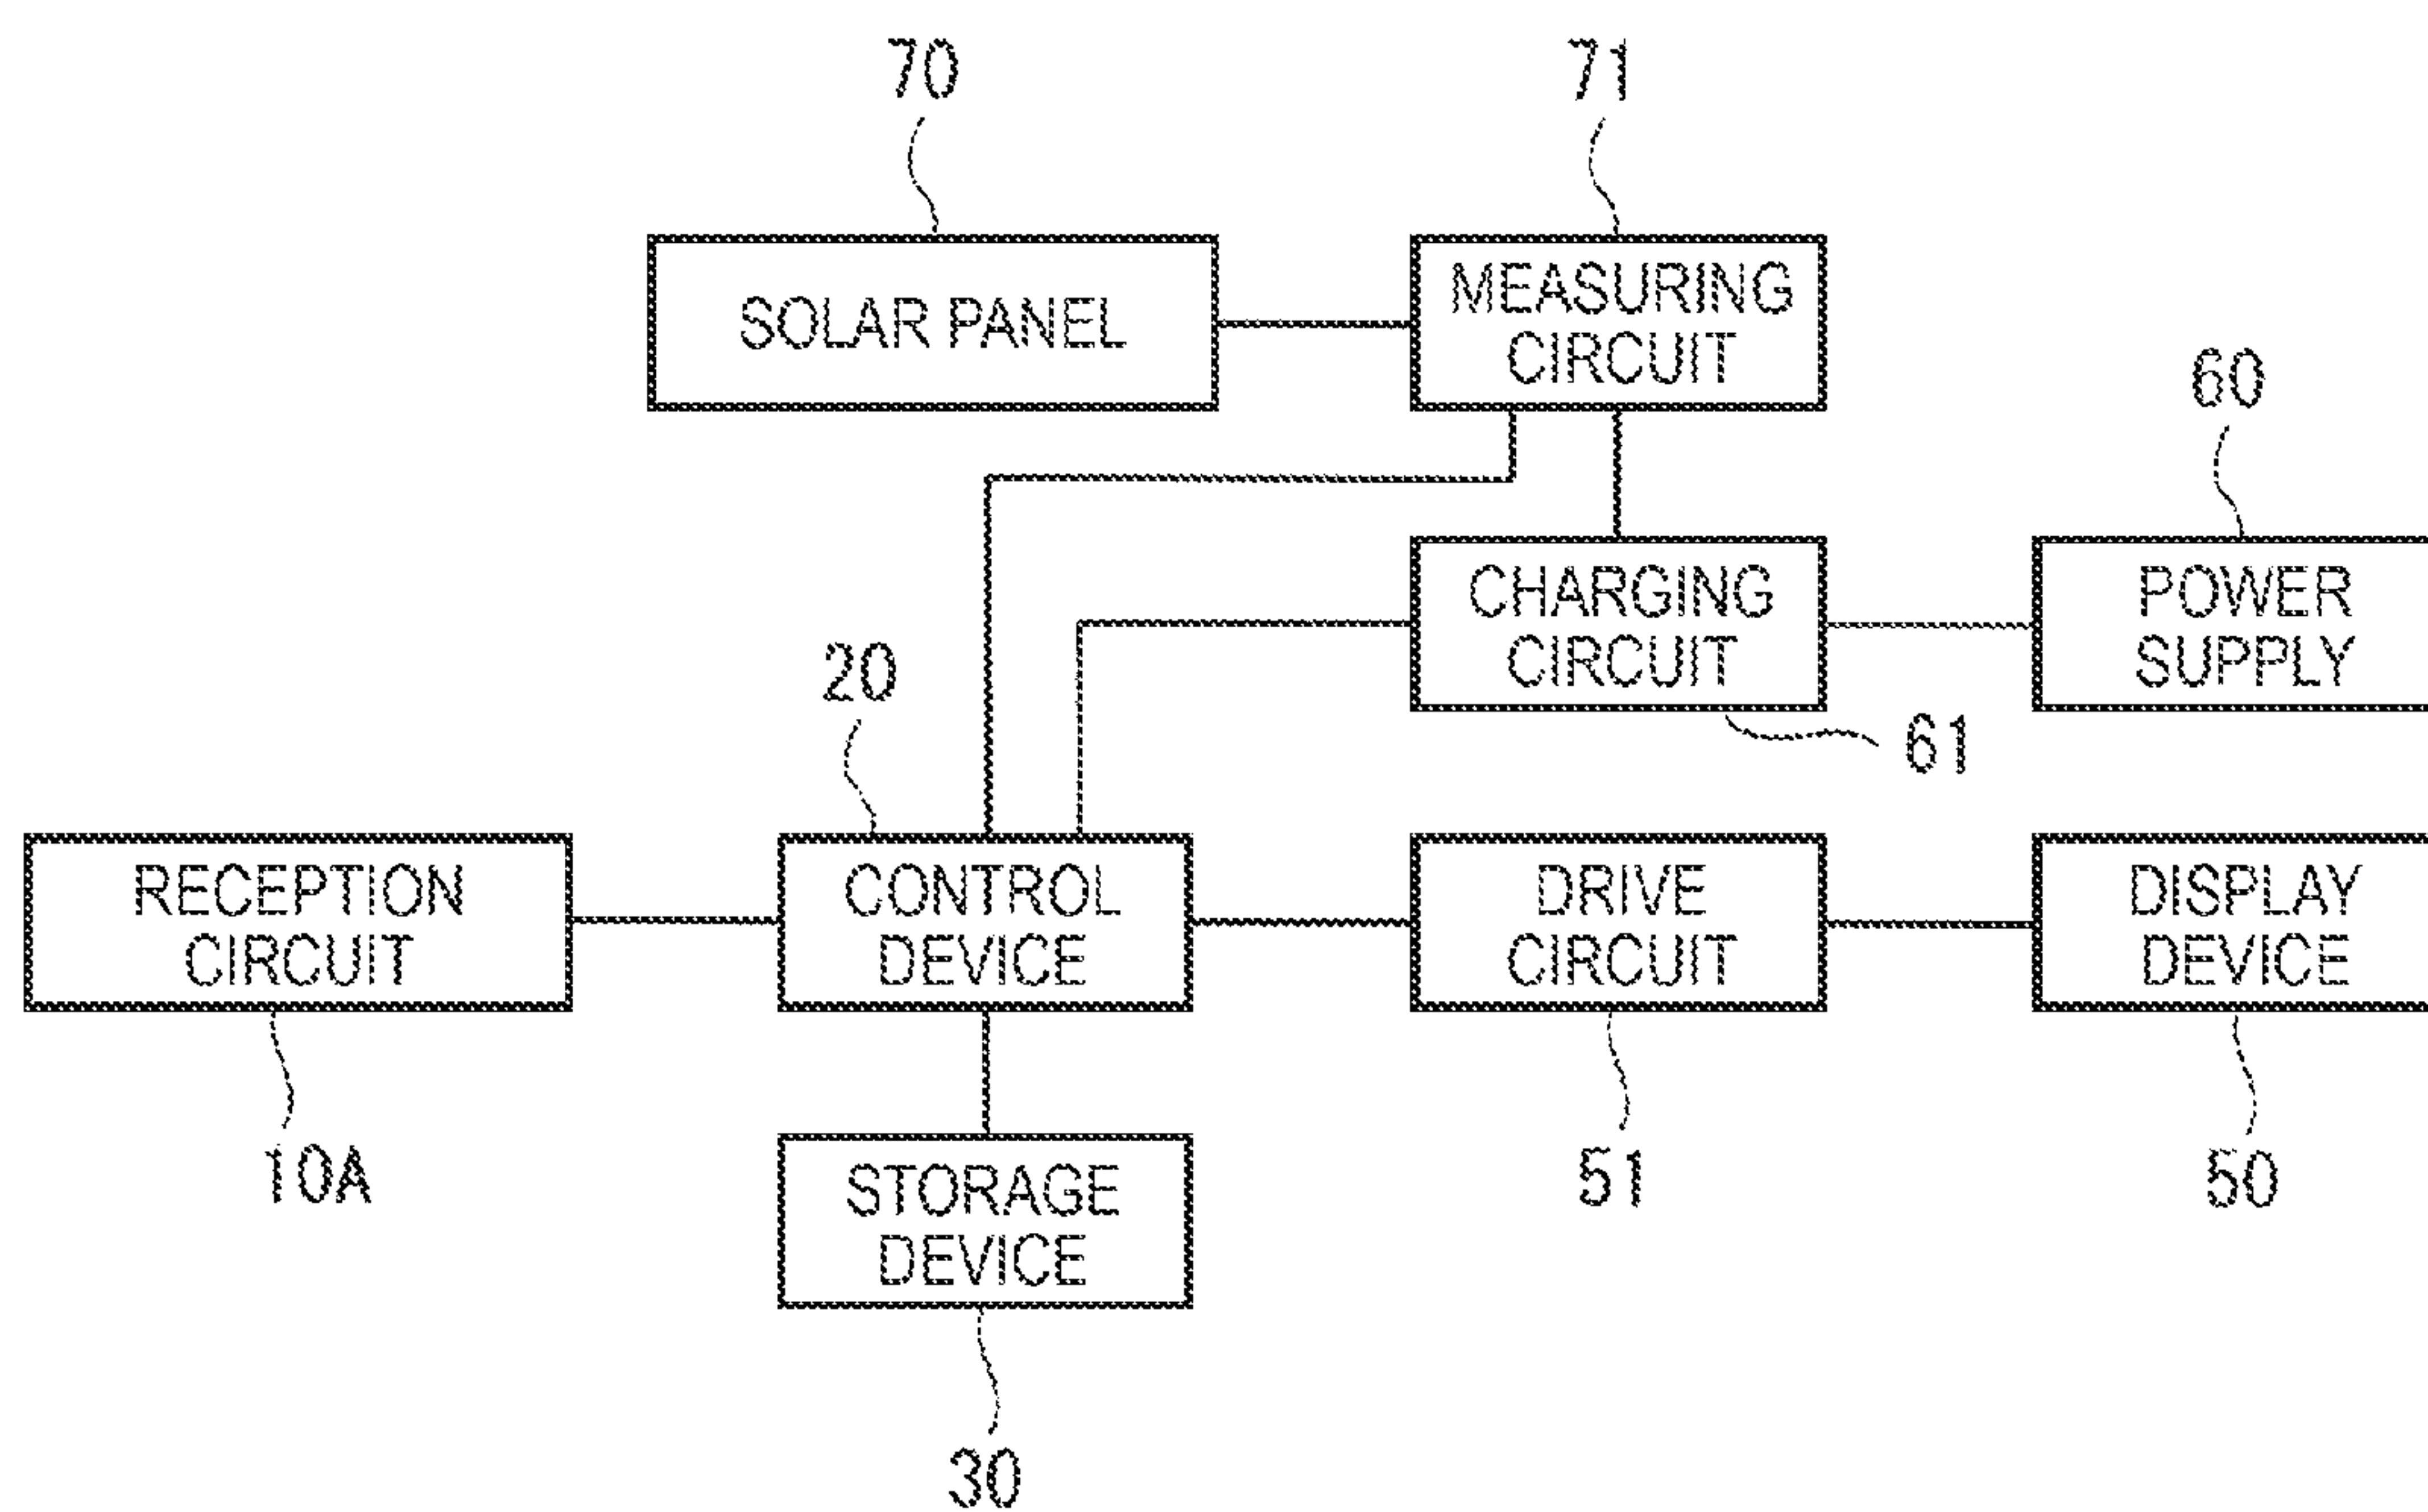 70
71
SOLAR PANEL
MEASURING
CIRCUIT
60
CHARGING
CIRCUIT
POWER
SUPPLY
20
61
RECEPTION
CIRCUIT
CONTROL
DEVICE
DRIVE
CIRCUIT
DISPLAY
DEVICE
10A
STORAGE
DEVICE
51
50
30